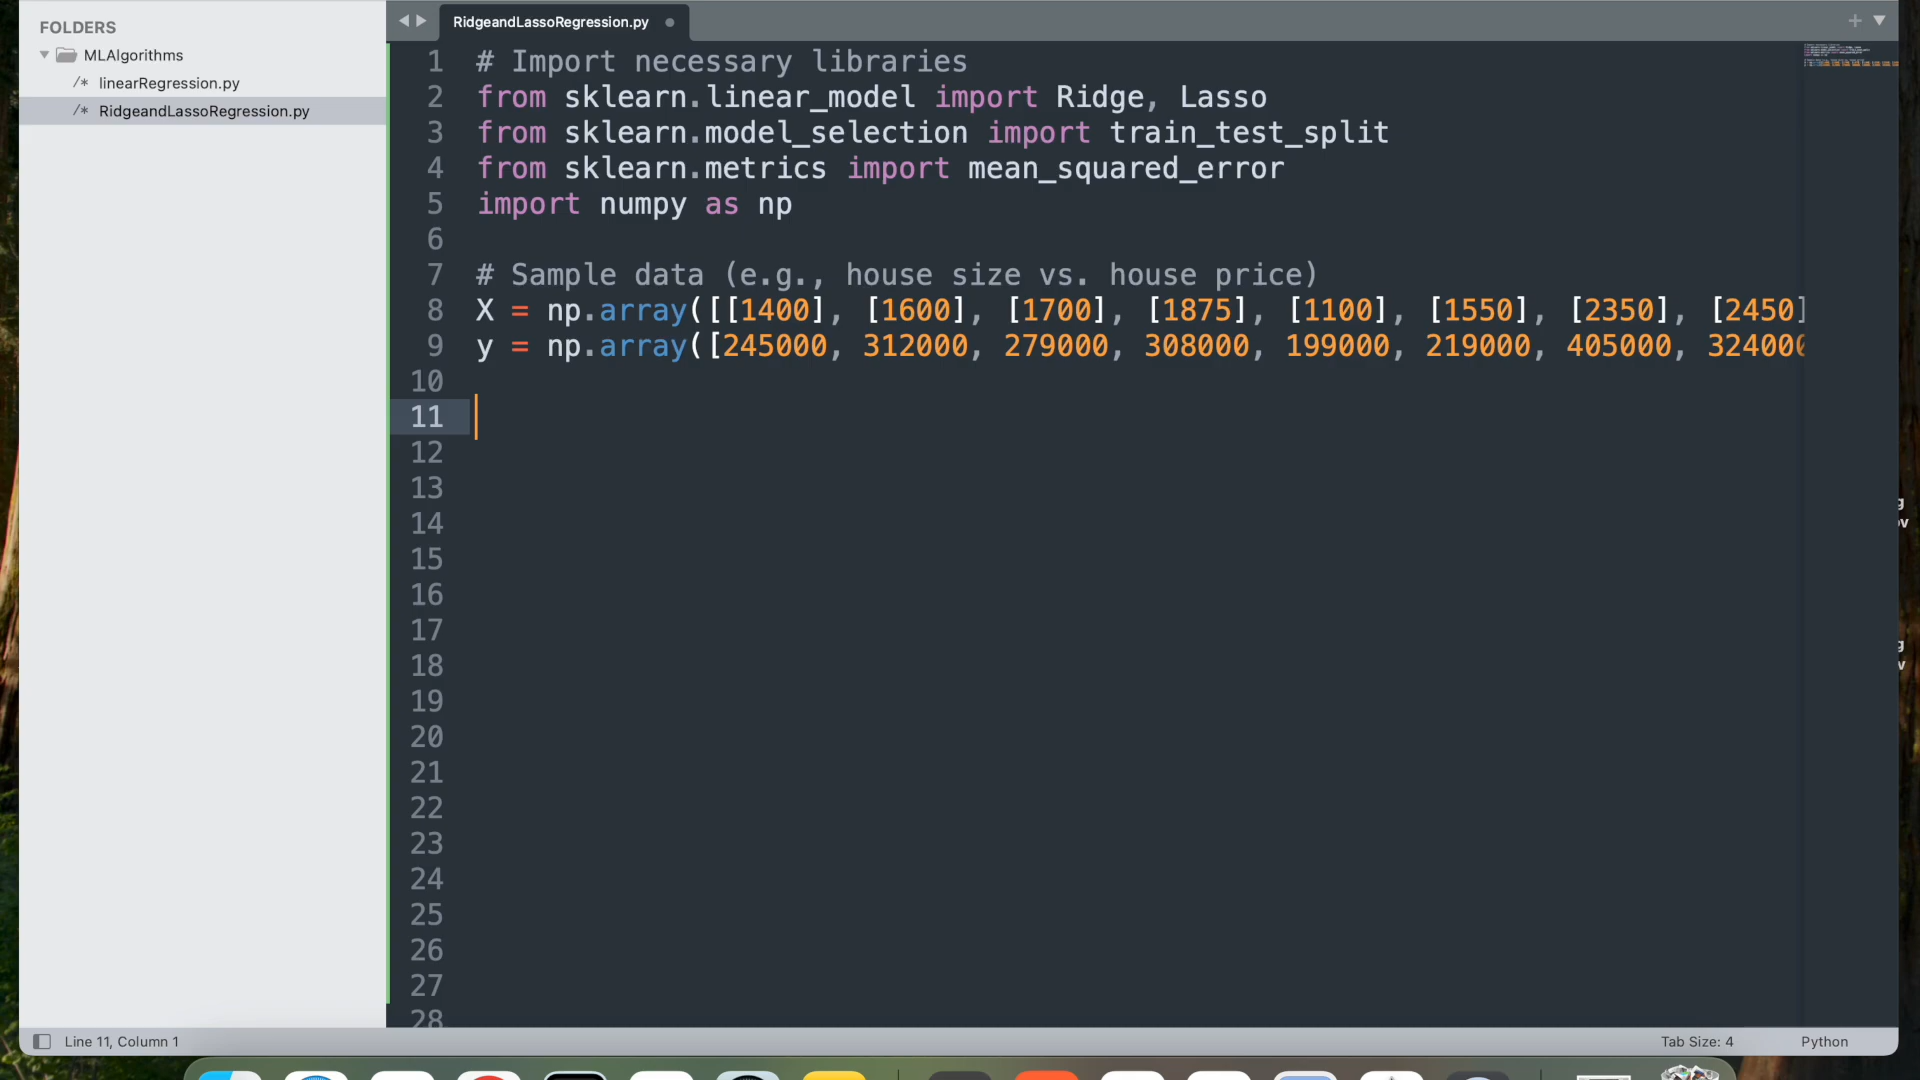 FOLDERS
MLAlgorithms
/* linearRegression.py
/* RidgeandLassoRegression.py
RidgeandLassoRegression.py
1 # Import necessary libraries
2 from sklearn.linear_model import Ridge, Lasso
3 from sklearn.model_selection import train_test_split
4 from sklearn.metrics import mean_squared_error
5 import numpy as np
6
7 # Sample data (e.g., house size vs. house price)
8 X = np.array([[1400], [1600], [1700], [1875], [1100], [1550], [2350], [2450]
9 y = np.array([245000, 312000, 279000, 308000, 199000, 219000, 405000, 324000
10
11
12
13
14
15
16
17
18
19
20
21
22
23
24
25
26
27
28
Line 11, Column 1
Tab Size: 4
Python